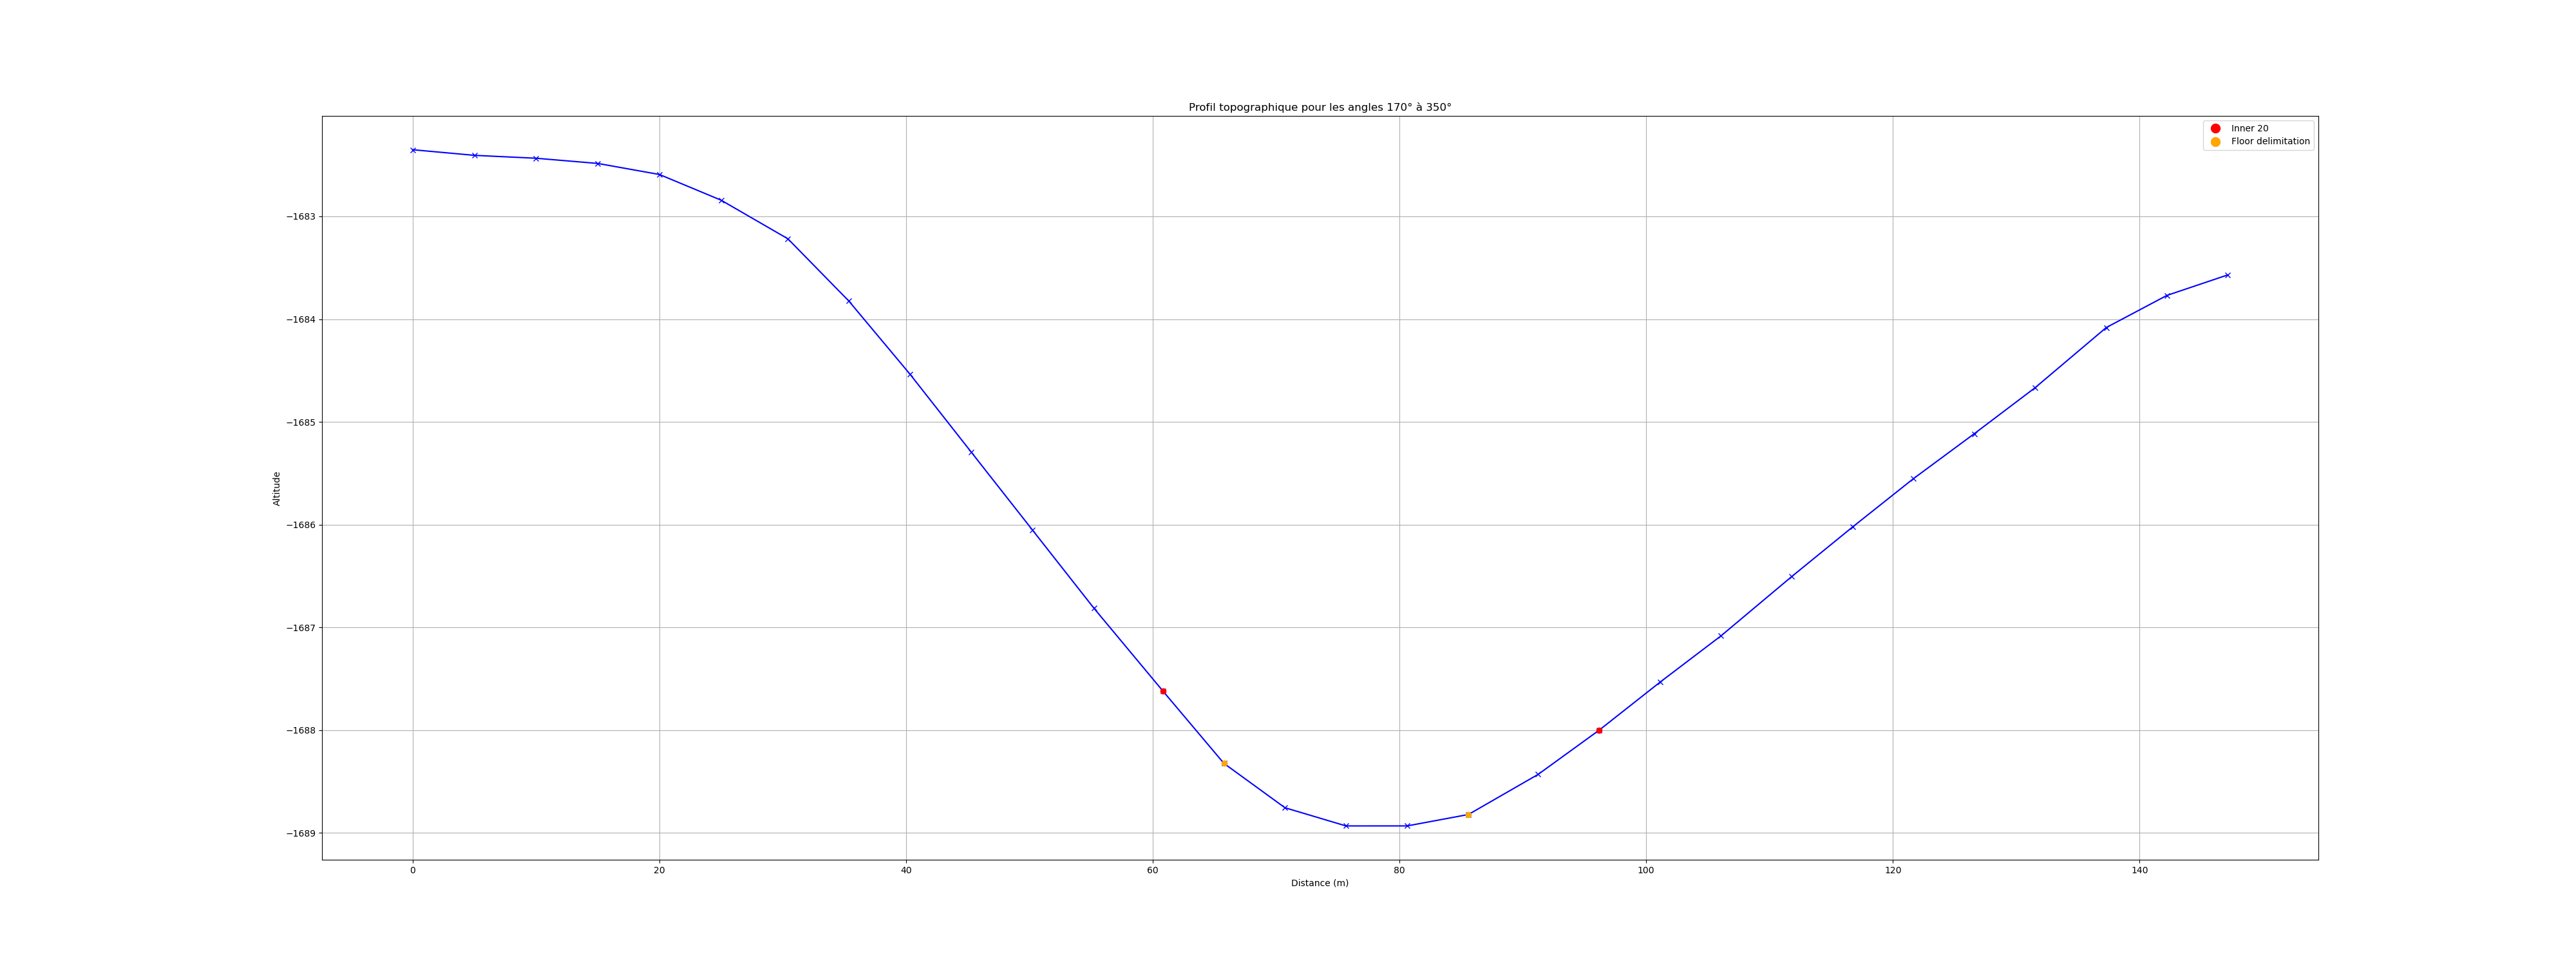 Profil topographique pour les angles 170° à 350°
Inner 20
Floor delimitation
Altitude
−1683
−1684
−1685
−1686
−1687
−1688
−1689
0 20 40 60 80 100 120 140
Distance (m)